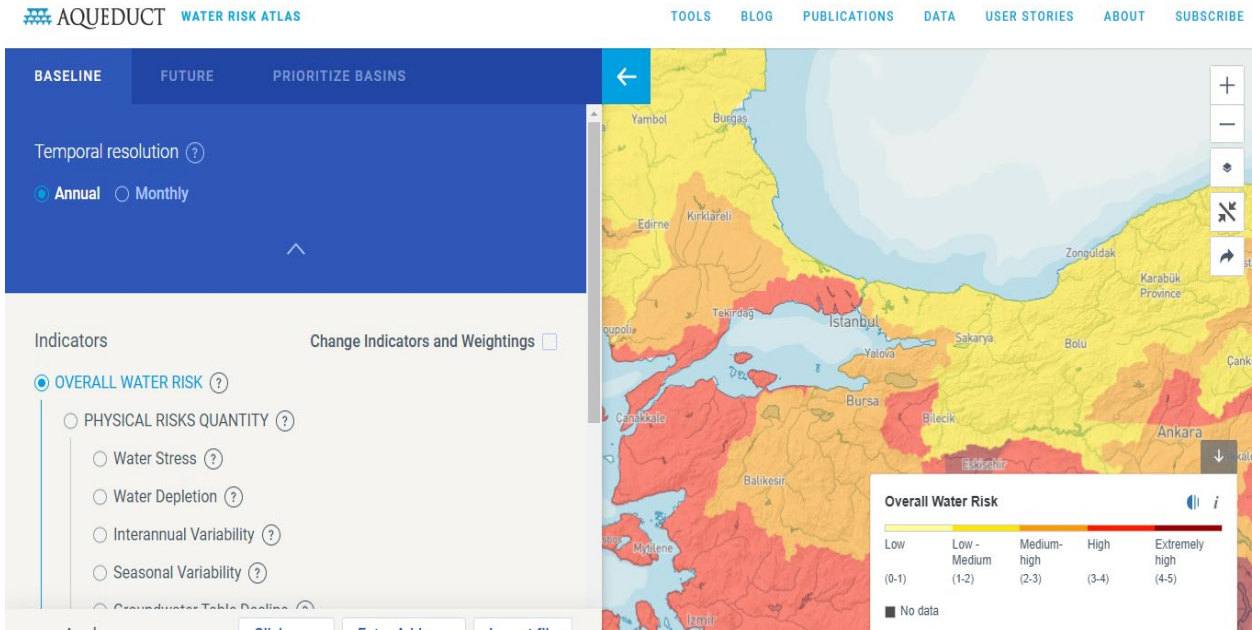 AQUEDUCT WATER RISK ATLAS
TOOLS BLOG PUBLICATIONS DATA USER STORIES ABOUT SUBSCRIBE
BASELINE FUTURE PRIORITIZE BASINS
Temporal resolution ?
Annual Monthly
Indicators Change Indicators and Weightings
OVERALL WATER RISK ?
PHYSICAL RISKS QUANTITY ?
Water Stress ?
Water Depletion ?
Interannual Variability ?
Seasonal Variability ?
Groundwater Table Decline
Yambol
Burgas
Edirne
Kırklareli
Zonguldak
Karabük
Province
Tekirdağ
Istanbul
Sakarya
Bolu
Yalova
Bursa
Bilecik
Çanakkale
Ankara
Eskişehir
Balıkesir
Mytilene
Izmir
Overall Water Risk i
Low Low - Medium Medium-high High Extremely high
(0-1) (1-2) (2-3) (3-4) (4-5)
No data